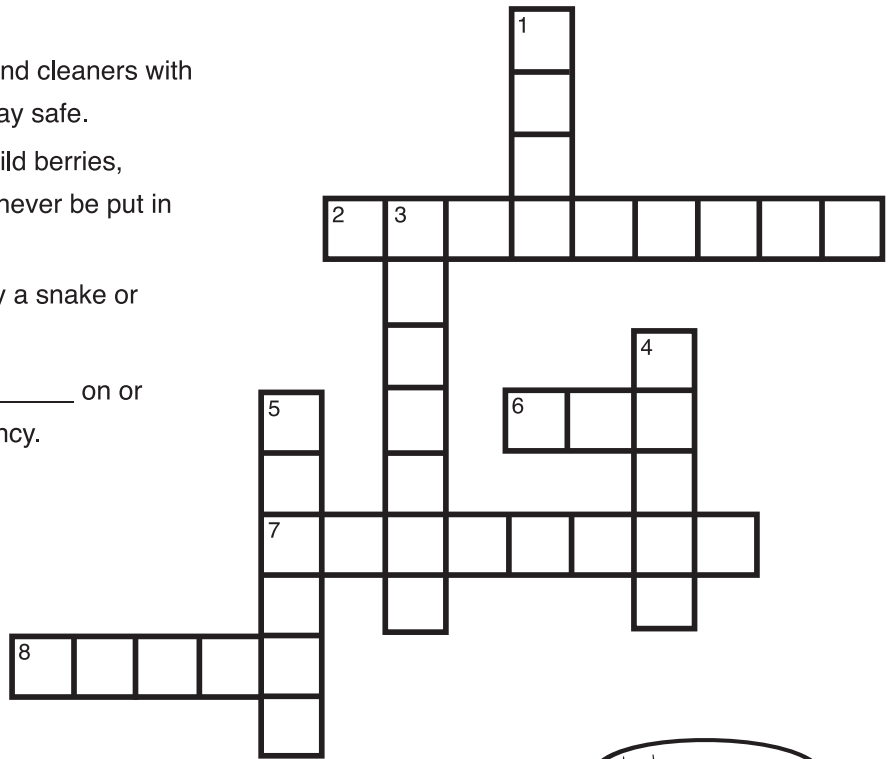 nd cleaners with
ay safe.
ild berries,
never be put in
y a snake or
______ on or
ncy.
1
2 3
4
5
6
7
8